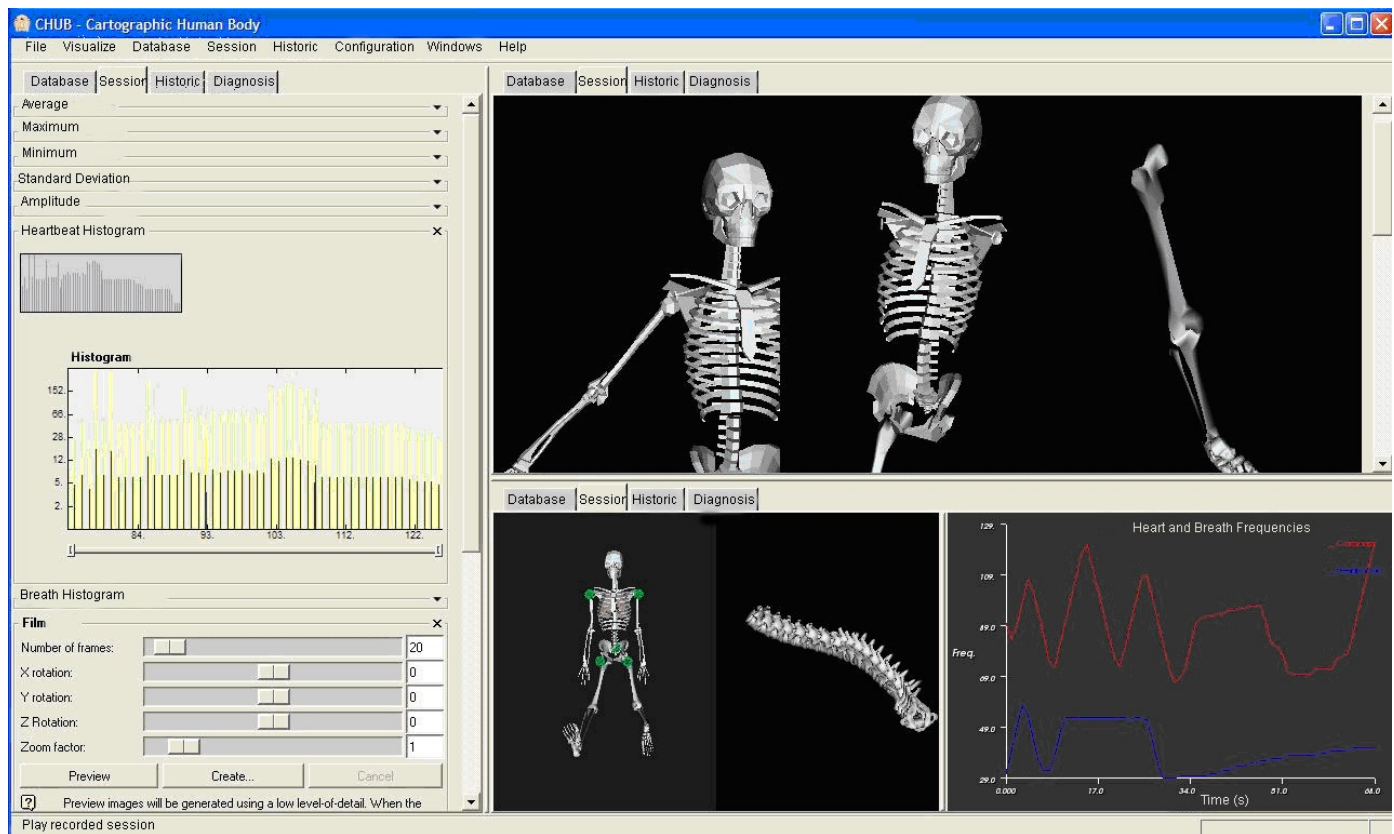 CHUB - Cartographic Human Body
File Visualize Database Session Historic Configuration Windows Help
Database Session Historic Diagnosis
Average
Maximum
Minimum
Standard Deviation
Amplitude
Heartbeat Histogram
Histogram
152.
66.
28.
12.
5.
2.
84. 93. 103. 112. 122.
Breath Histogram
Film
Number of frames: 20
X rotation: 0
Y rotation: 0
Z Rotation: 0
Zoom factor: 1
Preview Create... Cancel
Preview images will be generated using a low level-of-detail. When the
Database Session Historic Diagnosis
Database Session Historic Diagnosis
Heart and Breath Frequencies
129.
109.
89.0
Freq.
69.0
49.0
29.0
0.000 17.0 34.0 51.0 68.0
Time (s)
Play recorded session